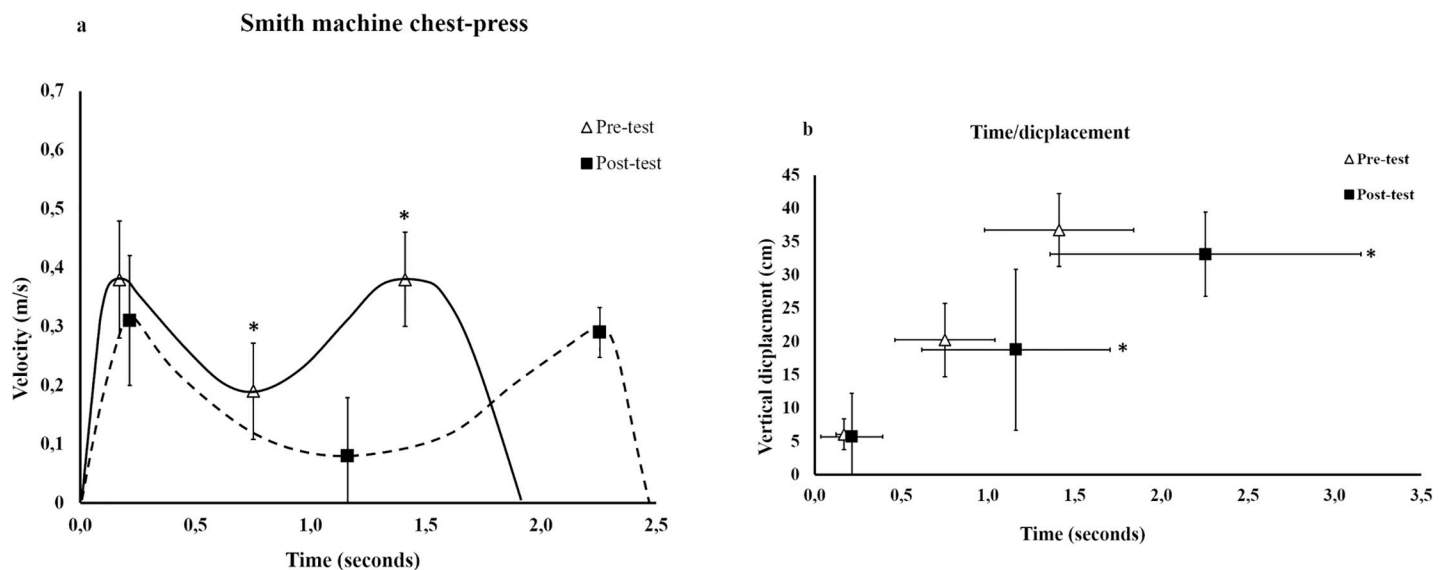 a
Smith machine chest-press
0,7
0,6
0,5
0,4
0,3
0,2
0,1
0
Velocity (m/s)
Pre-test
Post-test
*
*
0,0 0,5 1,0 1,5 2,0 2,5
Time (seconds)
b
Time/dicplacement
Pre-test
Post-test
45
40
35
30
25
20
15
10
5
0
Vertical dicplacment (cm)
*
*
0,0 0,5 1,0 1,5 2,0 2,5 3,0 3,5
Time (seconds)